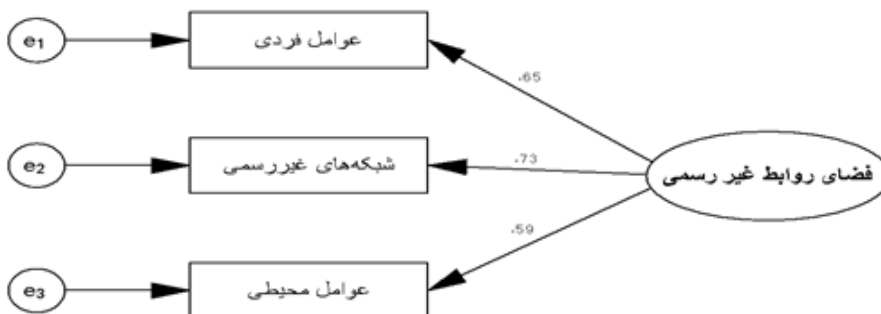 e1
عوامل فردی
.65
e2
شبکه‌های غیررسمی
.73
فضای روابط غیر رسمی
.59
e3
عوامل محیطی